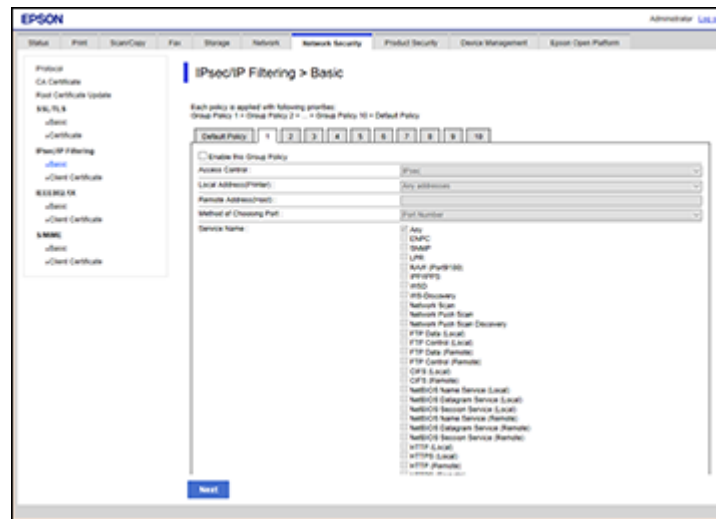 EPSON
Administrator Log o
Status Print Scan/Copy Fax Storage Network Network Security Product Security Device Management Epson Open Platform
Protocol
CA Certificate
Root Certificate Update
SSL/TLS
»Basic
»Certificate
IPsec/IP Filtering
»Basic
»Client Certificate
IEEE802.1X
»Basic
»Client Certificate
S/MIME
»Basic
»Client Certificate
IPsec/IP Filtering > Basic
Each policy is applied with following priorities:
Group Policy 1 > Group Policy 2 > ... > Group Policy 10 > Default Policy
Default Policy 1 2 3 4 5 6 7 8 9 10
Enable this Group Policy
Access Control : IPsec
Local Address(Printer) : Any addresses
Remote Address(Host) :
Method of Choosing Port : Port Number
Service Name : Any
ENPC
SNMP
LPR
RAW (Port9100)
IPP/IPPS
WSD
WS-Discovery
Network Scan
Network Push Scan
Network Push Scan Discovery
FTP Data (Local)
FTP Control (Local)
FTP Data (Remote)
FTP Control (Remote)
CIFS (Local)
CIFS (Remote)
NetBIOS Name Service (Local)
NetBIOS Datagram Service (Local)
NetBIOS Session Service (Local)
NetBIOS Name Service (Remote)
NetBIOS Datagram Service (Remote)
NetBIOS Session Service (Remote)
HTTP (Local)
HTTPS (Local)
HTTP (Remote)
Next